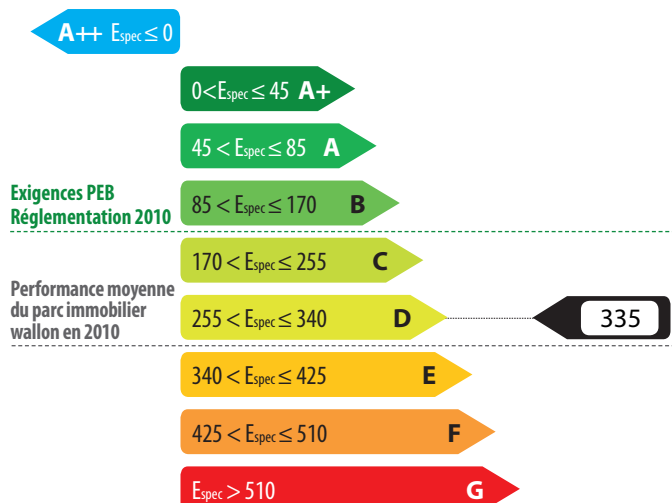 A++ Espec ≤ 0
0<Espec ≤ 45 A+
45 < Espec ≤ 85 A
Exigences PEB
Réglementation 2010
85 < Espec ≤ 170 B
170 < Espec ≤ 255 C
Performance moyenne
du parc immobilier
wallon en 2010
255 < Espec ≤ 340 D
335
340 < Espec ≤ 425 E
425 < Espec ≤ 510 F
Espec > 510 G